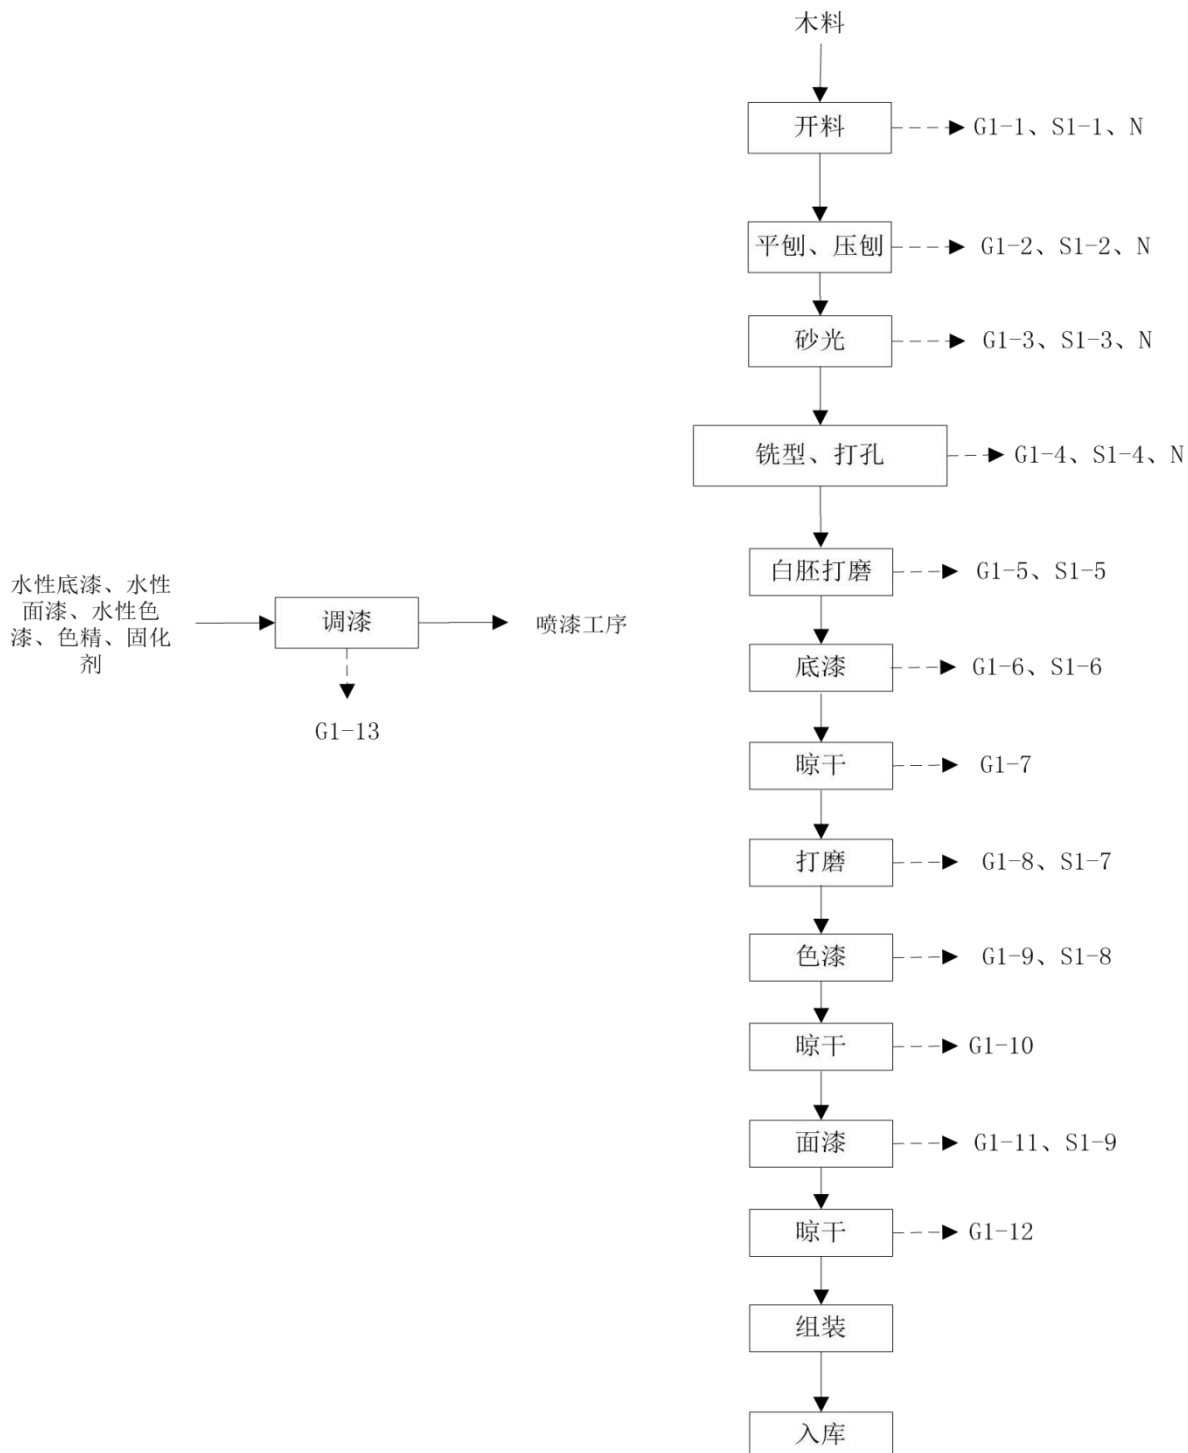 木料
开料
G1-1、S1-1、N
平刨、压刨
G1-2、S1-2、N
砂光
G1-3、S1-3、N
铣型、打孔
G1-4、S1-4、N
白胚打磨
G1-5、S1-5
水性底漆、水性
面漆、水性色
漆、色精、固化
剂
调漆
喷漆工序
G1-13
底漆
G1-6、S1-6
晾干
G1-7
打磨
G1-8、S1-7
色漆
G1-9、S1-8
晾干
G1-10
面漆
G1-11、S1-9
晾干
G1-12
组装
入库